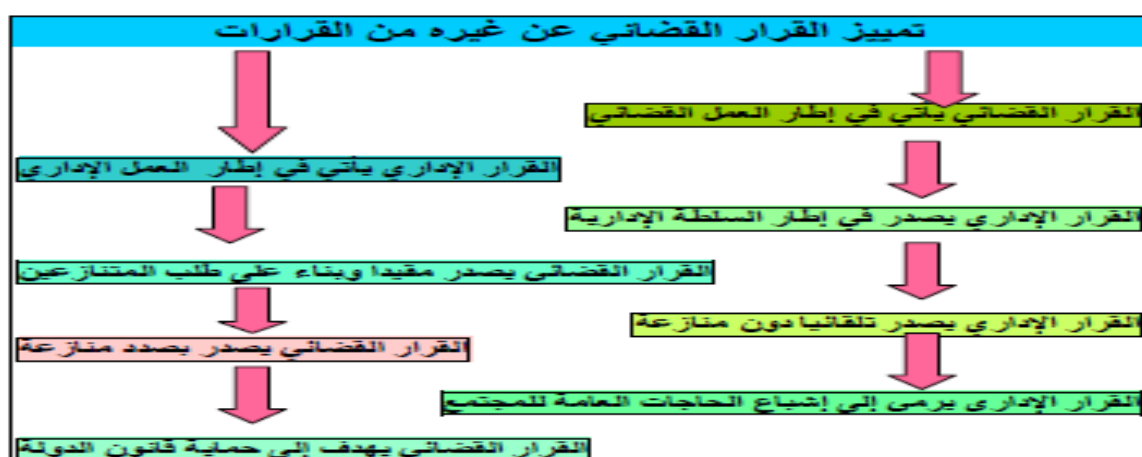 تمييز القرار القضائي عن غيره من القرارات
القرار القضائي يأتي في إطار العمل القضائي
القرار الإداري يأتي في إطار العمل الإداري
القرار الإداري يصدر في إطار السلطة الإدارية
القرار القضائي يصدر مقيدا وبناء علي طلب المتنازعين
القرار الإداري يصدر تلقائيا دون منازعة
القرار القضائي يصدر بصدد منازعة
القرار الإداري يرمي إلي إشباع الحاجات العامة للمجتمع
القرار القضائي يهدف إلي حماية قانون الدولة